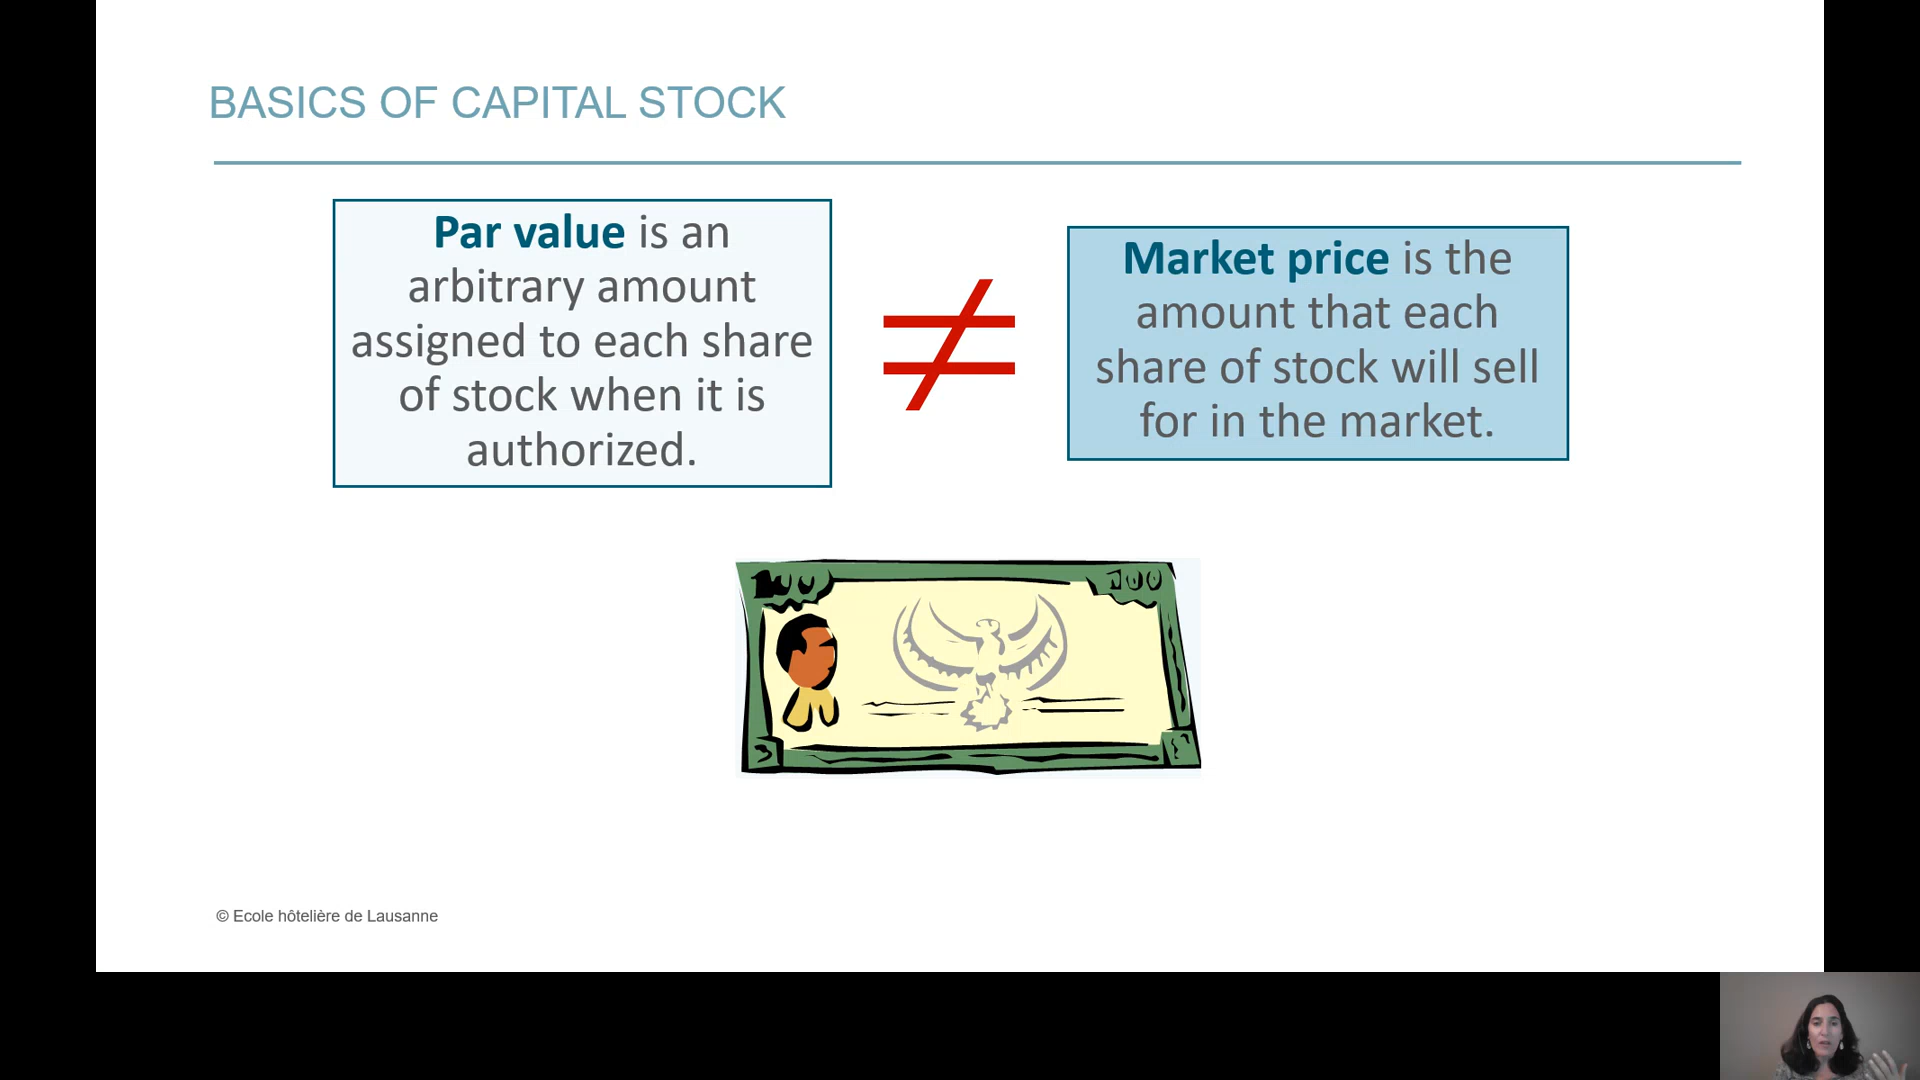 BASICS OF CAPITAL STOCK
Par value is an
arbitrary amount
assigned to each share
of stock when it is
authorized.
≠
Market price is the
amount that each
share of stock will sell
for in the market.
100
© Ecole hôtelière de Lausanne